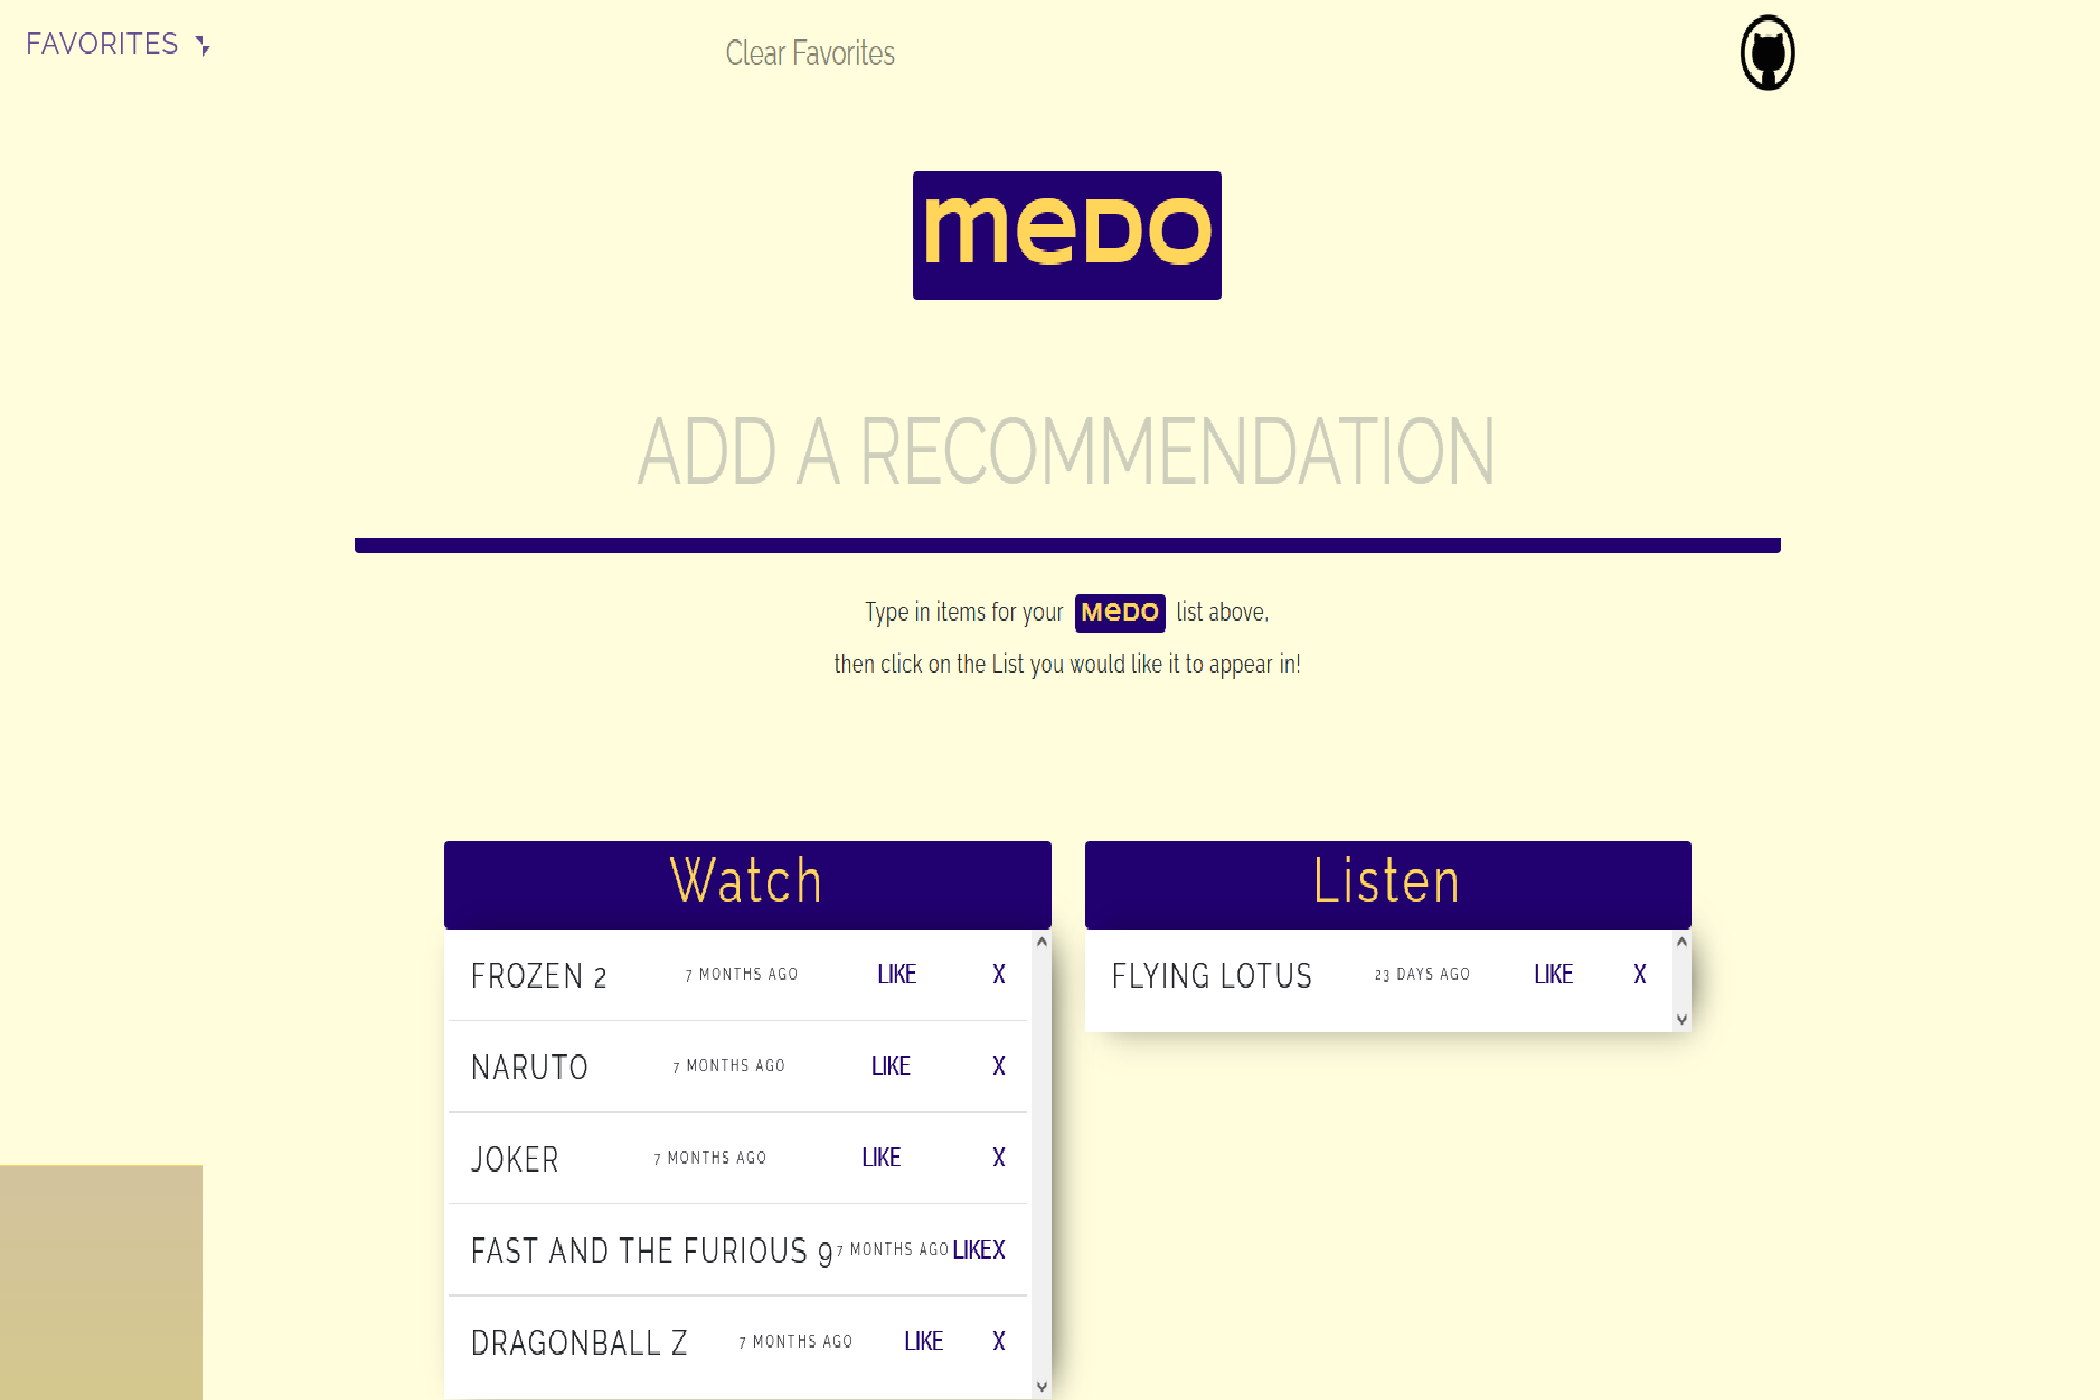 FAVORITES
Clear Favorites
meDO
ADD A RECOMMENDATION
Type in items for your MeDO list above,
then click on the List you would like it to appear in!
Watch
FROZEN 2 7 MONTHS AGO LIKE X
NARUTO 7 MONTHS AGO LIKE X
JOKER 7 MONTHS AGO LIKE X
FAST AND THE FURIOUS 9 7 MONTHS AGO LIKE X
DRAGONBALL Z 7 MONTHS AGO LIKE X
Listen
FLYING LOTUS 23 DAYS AGO LIKE X